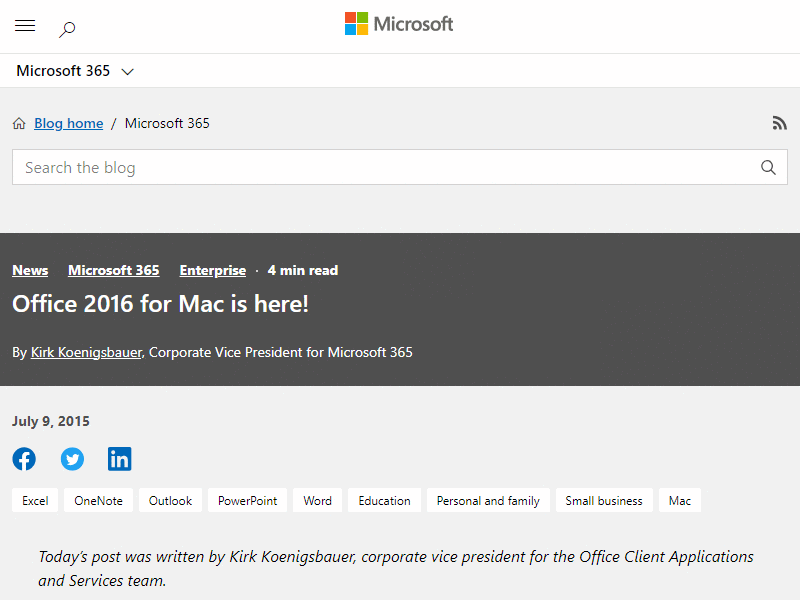 Microsoft
Microsoft 365
Blog home / Microsoft 365
Search the blog
News Microsoft 365 Enterprise · 4 min read
Office 2016 for Mac is here!
By Kirk Koenigsbauer, Corporate Vice President for Microsoft 365
July 9, 2015
Excel OneNote Outlook PowerPoint Word Education Personal and family Small business Mac
Today’s post was written by Kirk Koenigsbauer, corporate vice president for the Office Client Applications
and Services team.